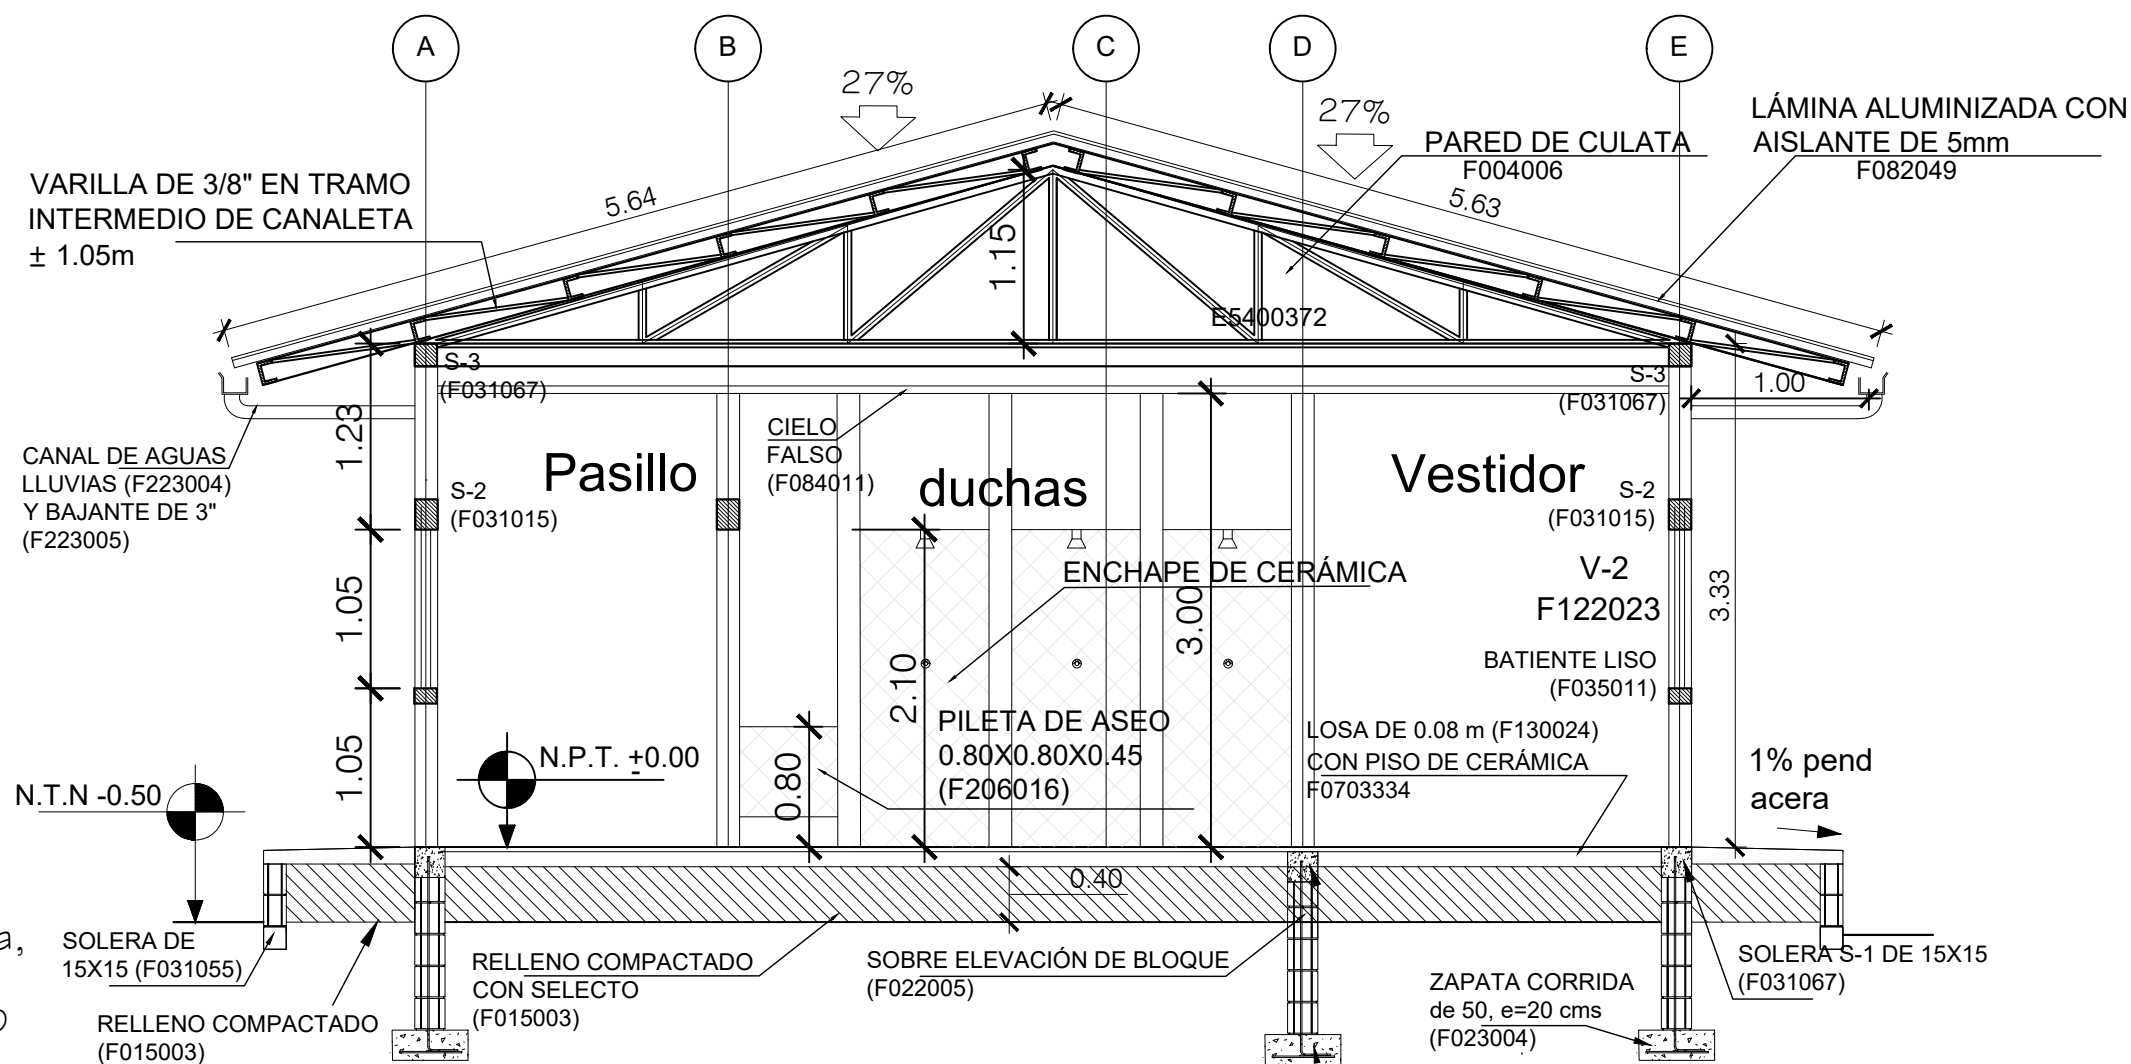 A
B
C
D
E
27%
27%
LÁMINA ALUMINIZADA CON
AISLANTE DE 5mm
F082049
PARED DE CULATA
F004006
VARILLA DE 3/8" EN TRAMO
INTERMEDIO DE CANALETA
± 1.05m
5.64
5.63
1.15
E5400372
S-3
(F031067)
S-3
(F031067)
1.00
1.23
CIELO
FALSO
(F084011)
CANAL DE AGUAS
LLUVIAS (F223004)
Y BAJANTE DE 3"
(F223005)
Pasillo
duchas
Vestidor
S-2
(F031015)
S-2
(F031015)
V-2
F122023
ENCHAPE DE CERÁMICA
1.05
3.00
3.33
2.10
BATIENTE LISO
(F035011)
PILETA DE ASEO
0.80X0.80X0.45
(F206016)
LOSA DE 0.08 m (F130024)
CON PISO DE CERÁMICA
F0703334
1.05
0.80
N.P.T. ±0.00
N.T.N -0.50
1% pend
acera
0.40
a,
SOLERA DE
15X15 (F031055)
RELLENO COMPACTADO
CON SELECTO
(F015003)
SOBRE ELEVACIÓN DE BLOQUE
(F022005)
SOLERA S-1 DE 15X15
(F031067)
ZAPATA CORRIDA
de 50, e=20 cms
(F023004)
RELLENO COMPACTADO
(F015003)